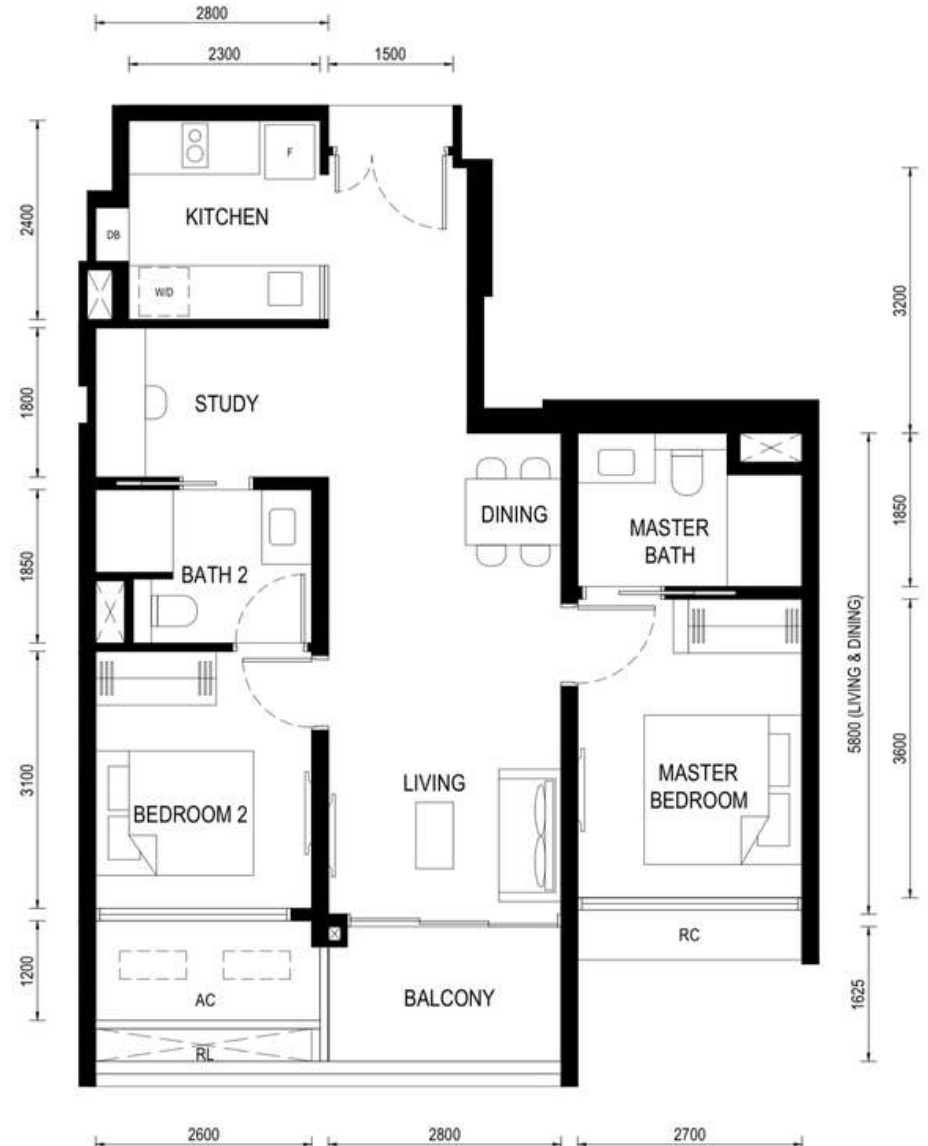 2800
2300
1500
F
KITCHEN
DB
W/D
2400
3200
STUDY
1800
DINING
MASTER
BATH
1850
BATH 2
1850
5800 (LIVING & DINING)
3100
LIVING
MASTER
BEDROOM
3600
BEDROOM 2
RC
1200
AC
BALCONY
1625
RL
2600
2800
2700